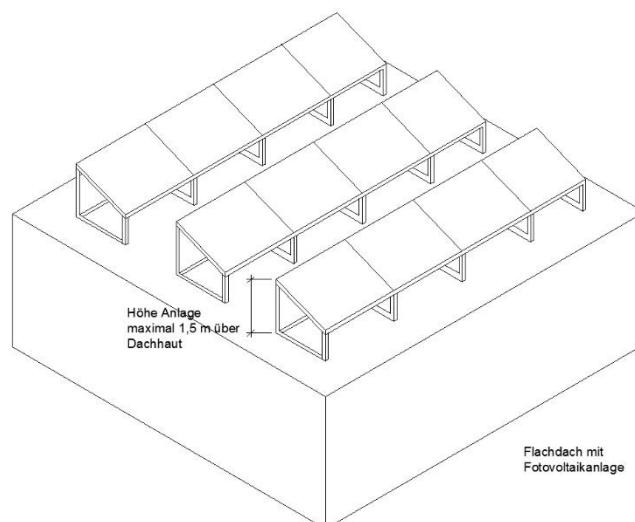 Höhe Anlage
maximal 1,5 m über
Dachhaut
Flachdach mit
Fotovoltaikanlage